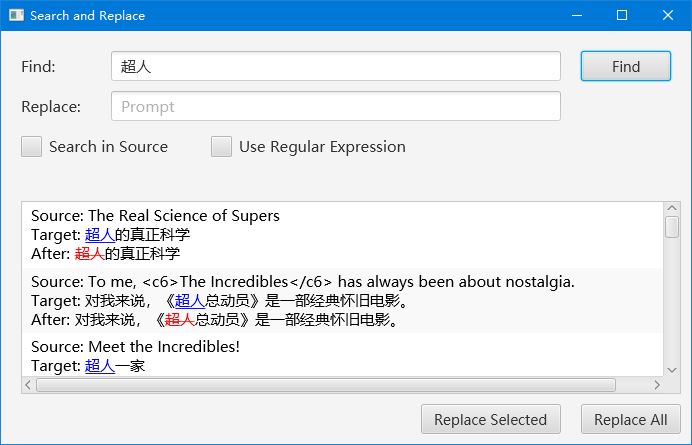 Search and Replace
Find: 超人 Find
Replace: Prompt
Search in Source Use Regular Expression
Source: The Real Science of Supers
Target: 超人的真正科学
After: 超人的真正科学
Source: To me, <c6>The Incredibles</c6> has always been about nostalgia.
Target: 对我来说，《超人总动员》是一部经典怀旧电影。
After: 对我来说，《超人总动员》是一部经典怀旧电影。
Source: Meet the Incredibles!
Target: 超人一家
Replace Selected Replace All